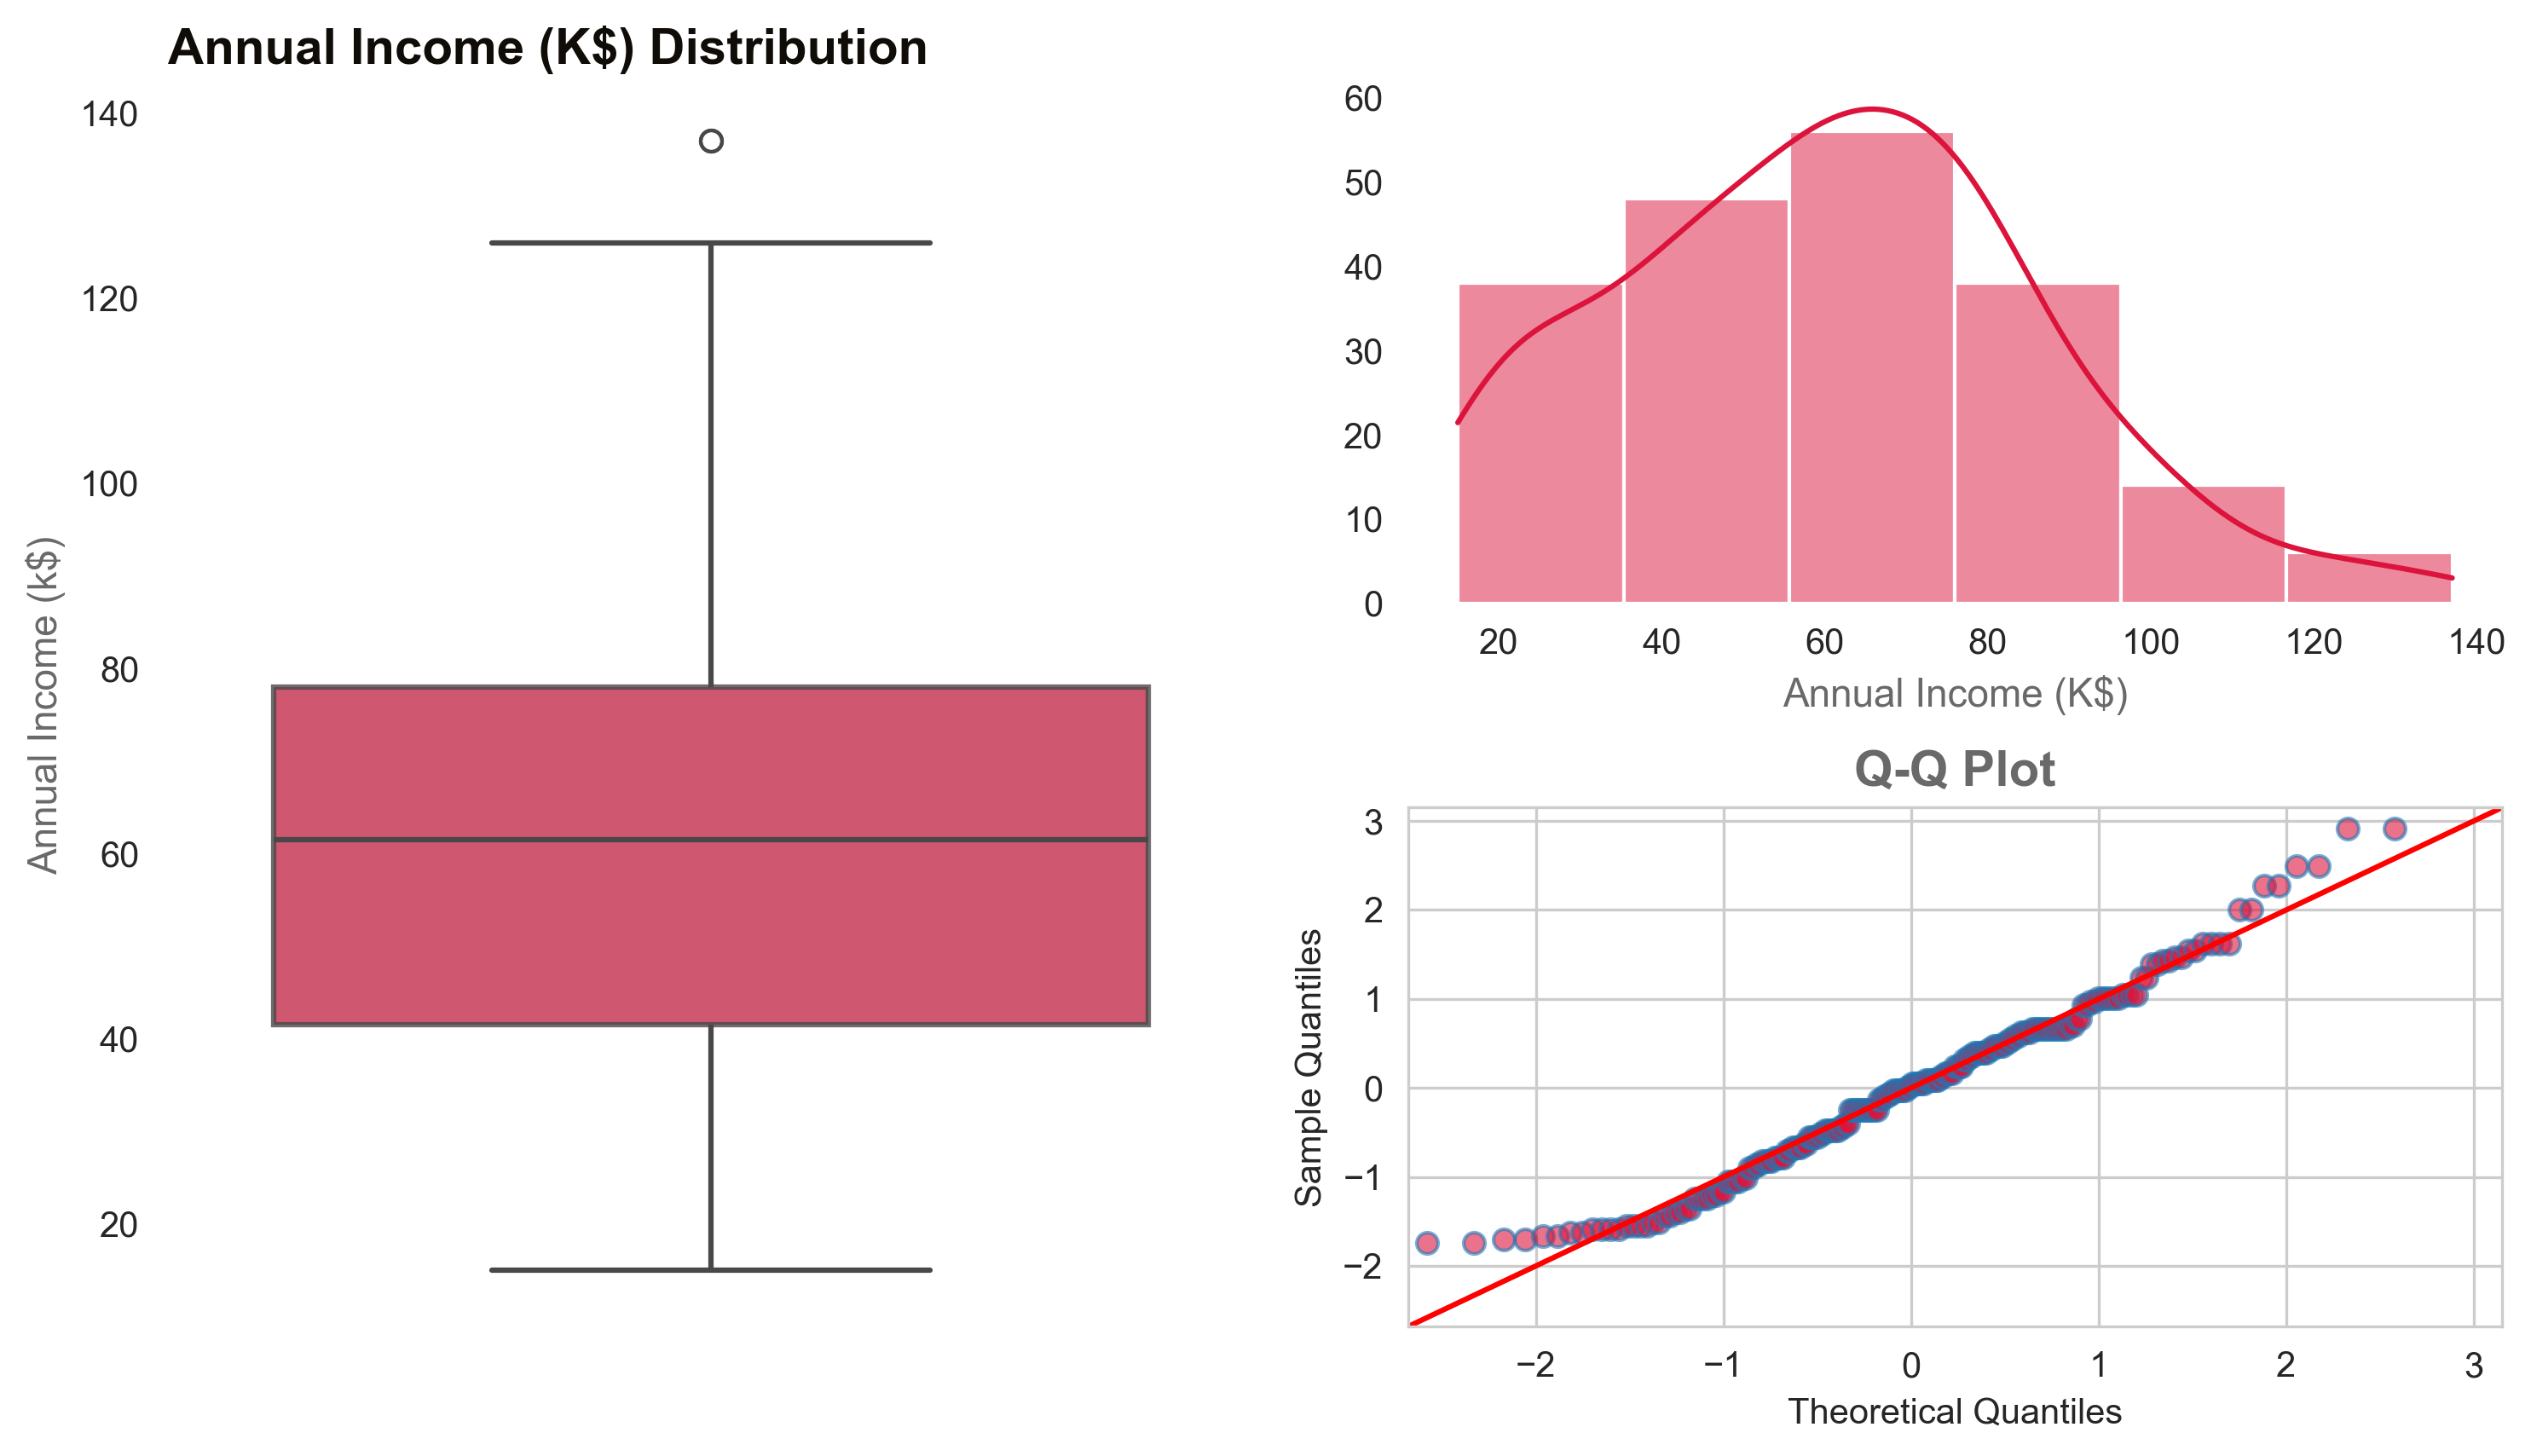 Annual Income (K$) Distribution
140
120
100
80
60
40
20
Annual Income (k$)
60
50
40
30
20
10
0
20 40 60 80 100 120 140
Annual Income (K$)
Q-Q Plot
3
2
1
0
−1
−2
Sample Quantiles
−2 −1 0 1 2 3
Theoretical Quantiles